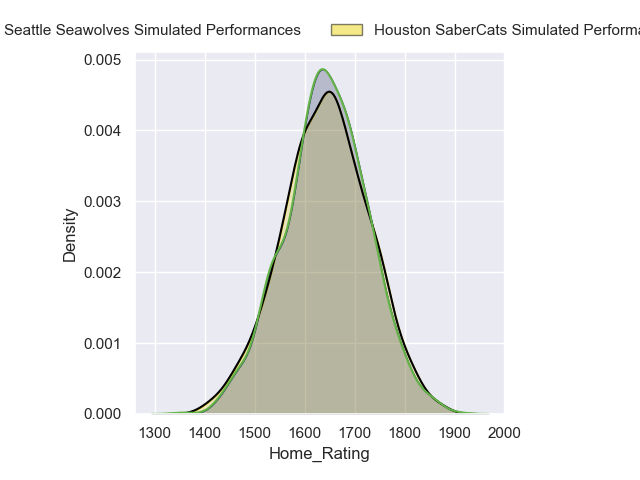 Seattle Seawolves Simulated Performances
Houston SaberCats Simulated
0.005
0.004
0.003
0.002
0.001
0.000
Density
1300 1400 1500 1600 1700 1800 1900 2000
Home_Rating